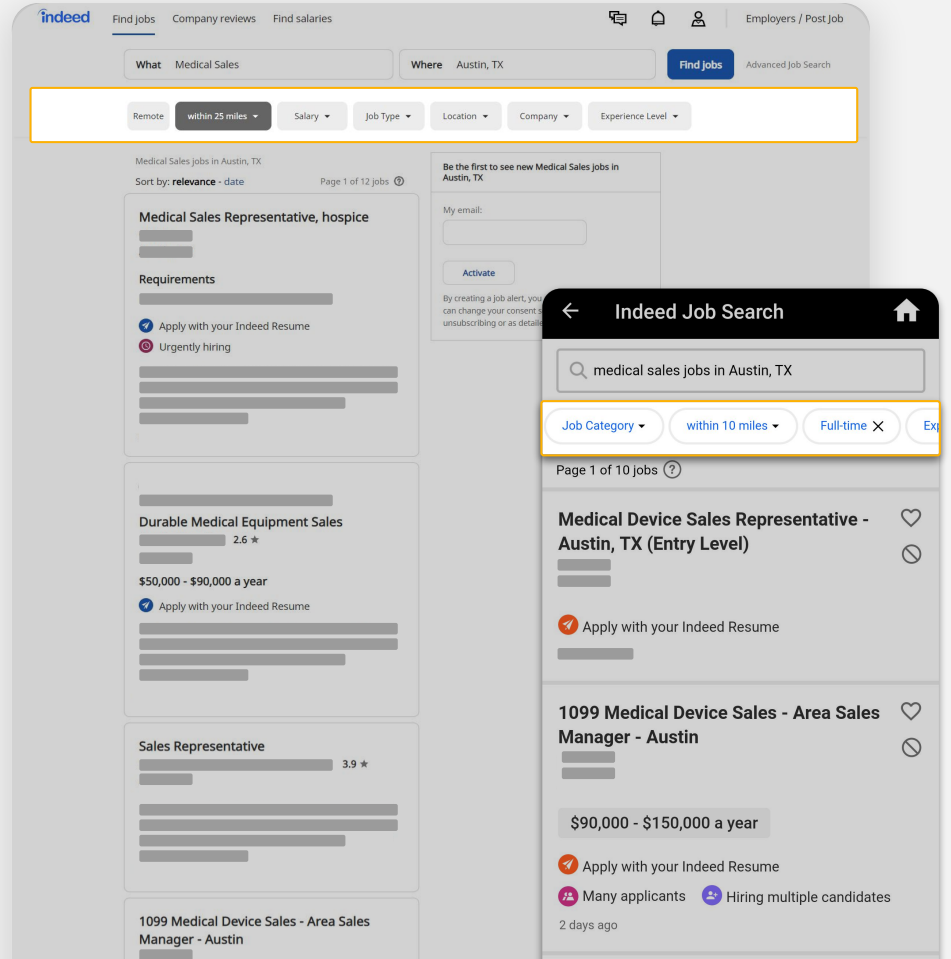 indeed
Find jobs Company reviews Find salaries
Employers / Post Job
What Medical Sales
Where Austin, TX
Find jobs
Advanced Job Search
Remote
within 25 miles
Salary
Job Type
Location
Company
Experience Level
Medical Sales jobs in Austin, TX
Sort by: relevance - date
Page 1 of 12 jobs ?
Medical Sales Representative, hospice
Requirements
Apply with your Indeed Resume
Urgently hiring
Durable Medical Equipment Sales
2.6 ★
$50,000 - $90,000 a year
Apply with your Indeed Resume
Sales Representative
3.9 ★
1099 Medical Device Sales - Area Sales
Manager - Austin
Be the first to see new Medical Sales jobs in
Austin, TX
My email:
Activate
By creating a job alert, you
can change your consent s
unsubscribing or as detaile
Indeed Job Search
medical sales jobs in Austin, TX
Job Category
within 10 miles
Full-time X
Exp
Page 1 of 10 jobs ?
Medical Device Sales Representative -
Austin, TX (Entry Level)
Apply with your Indeed Resume
1099 Medical Device Sales - Area Sales
Manager - Austin
$90,000 - $150,000 a year
Apply with your Indeed Resume
Many applicants
Hiring multiple candidates
2 days ago